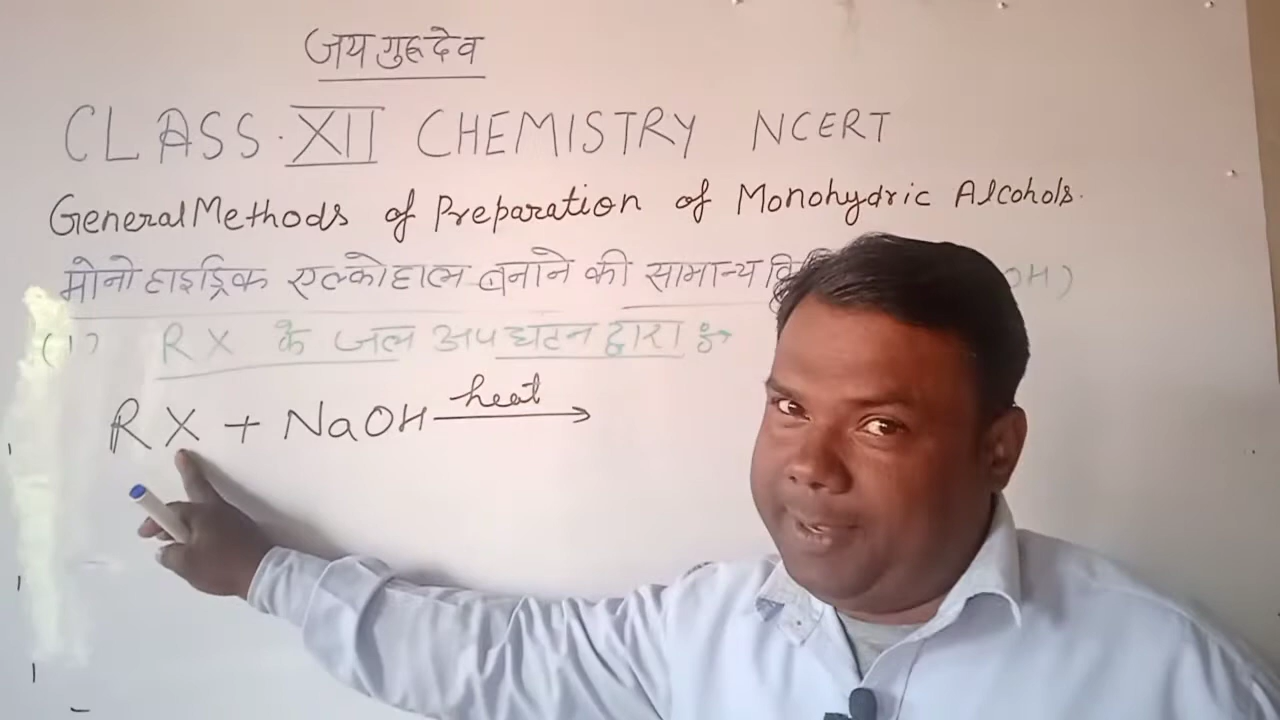 जय गुरू देव
CLASS. XII CHEMISTRY NCERT
General Methods of Preparation of Monohydric Alcohols.
मोनो हाइड्रिक एल्कोहाल बनाने की सामान्य OH)
(1) RX के जल अपघटन द्वारा
RX + NaOH heat →